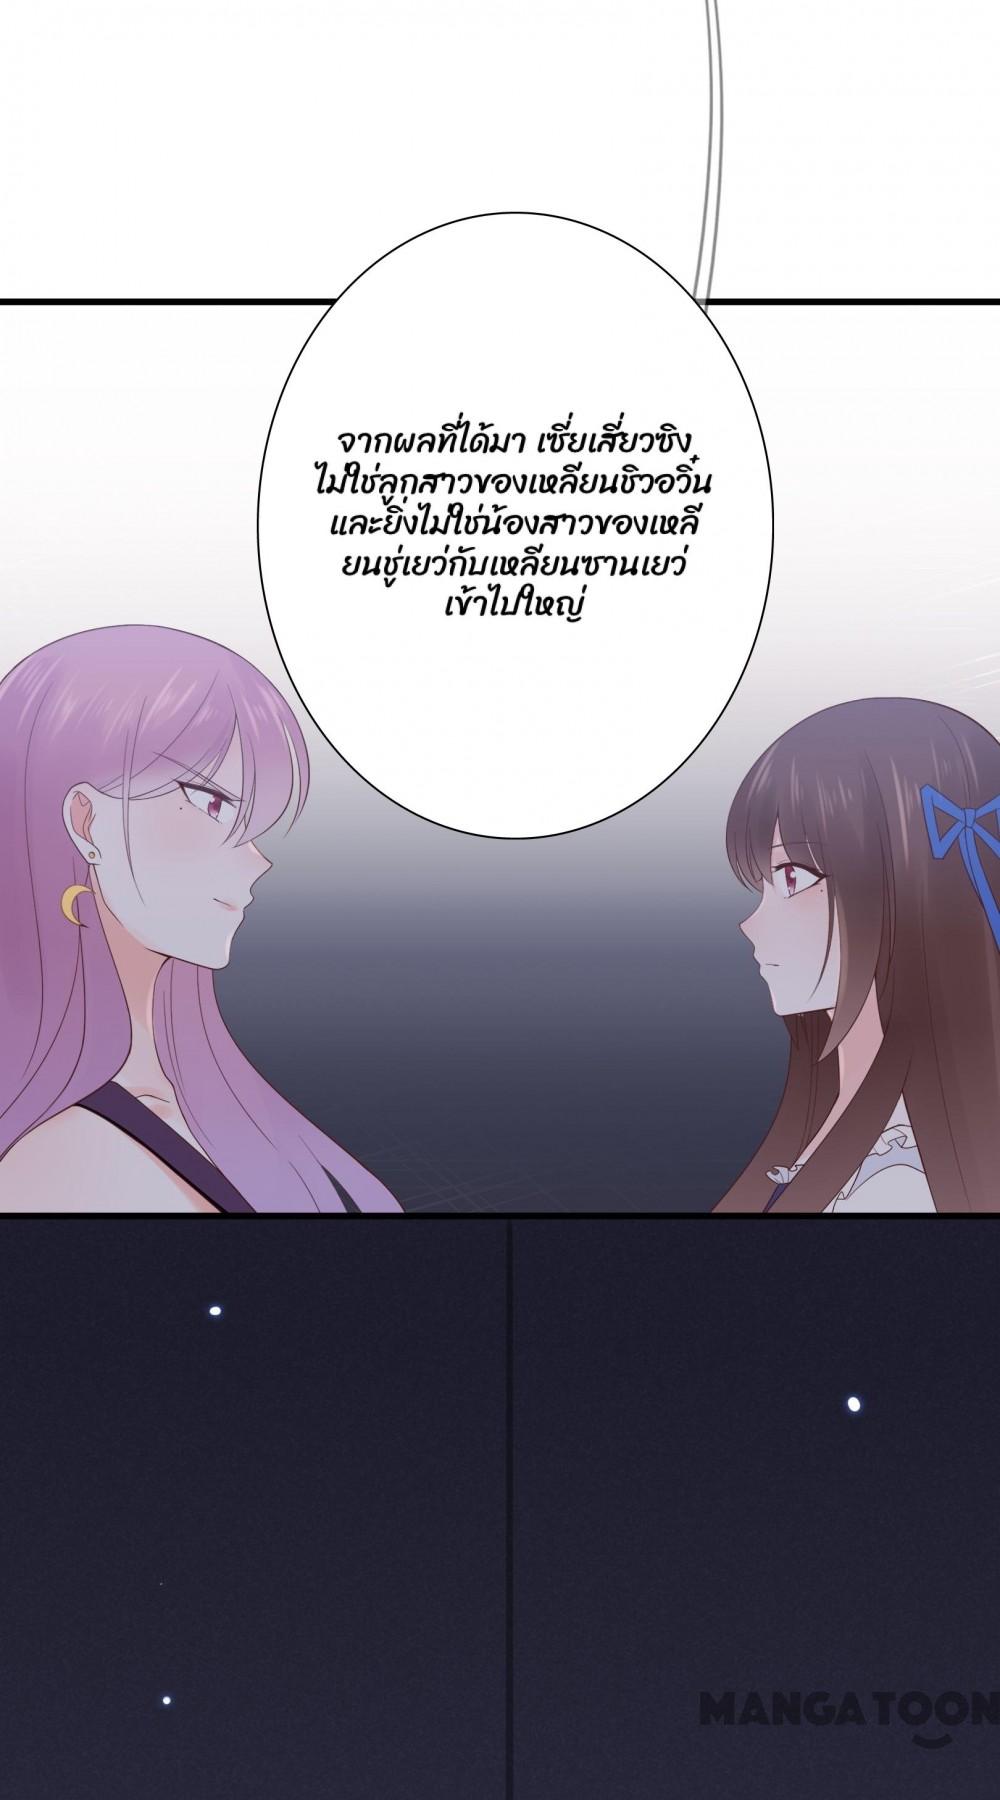 จากผลที่ได้มา เซี่ยเสี่ยวซิง
ไม่ใช่ลูกสาวของเหลียนชิวอวิ๋น
และยิ่งไม่ใช่น้องสาวของเหลี
ยนชู่เยว่กับเหลียนซานเยว่
เข้าไปใหญ่
MANGATOON